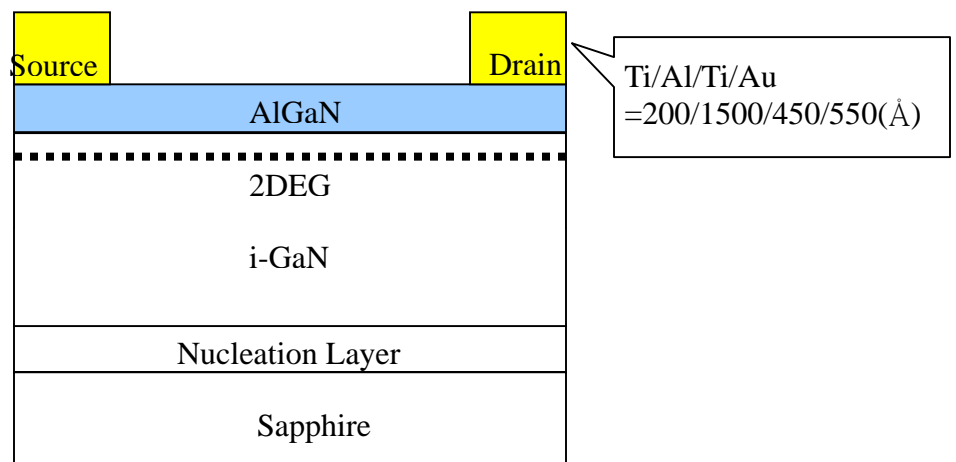 Source
Drain
Ti/Al/Ti/Au
=200/1500/450/550(Å)
AlGaN
2DEG
i-GaN
Nucleation Layer
Sapphire